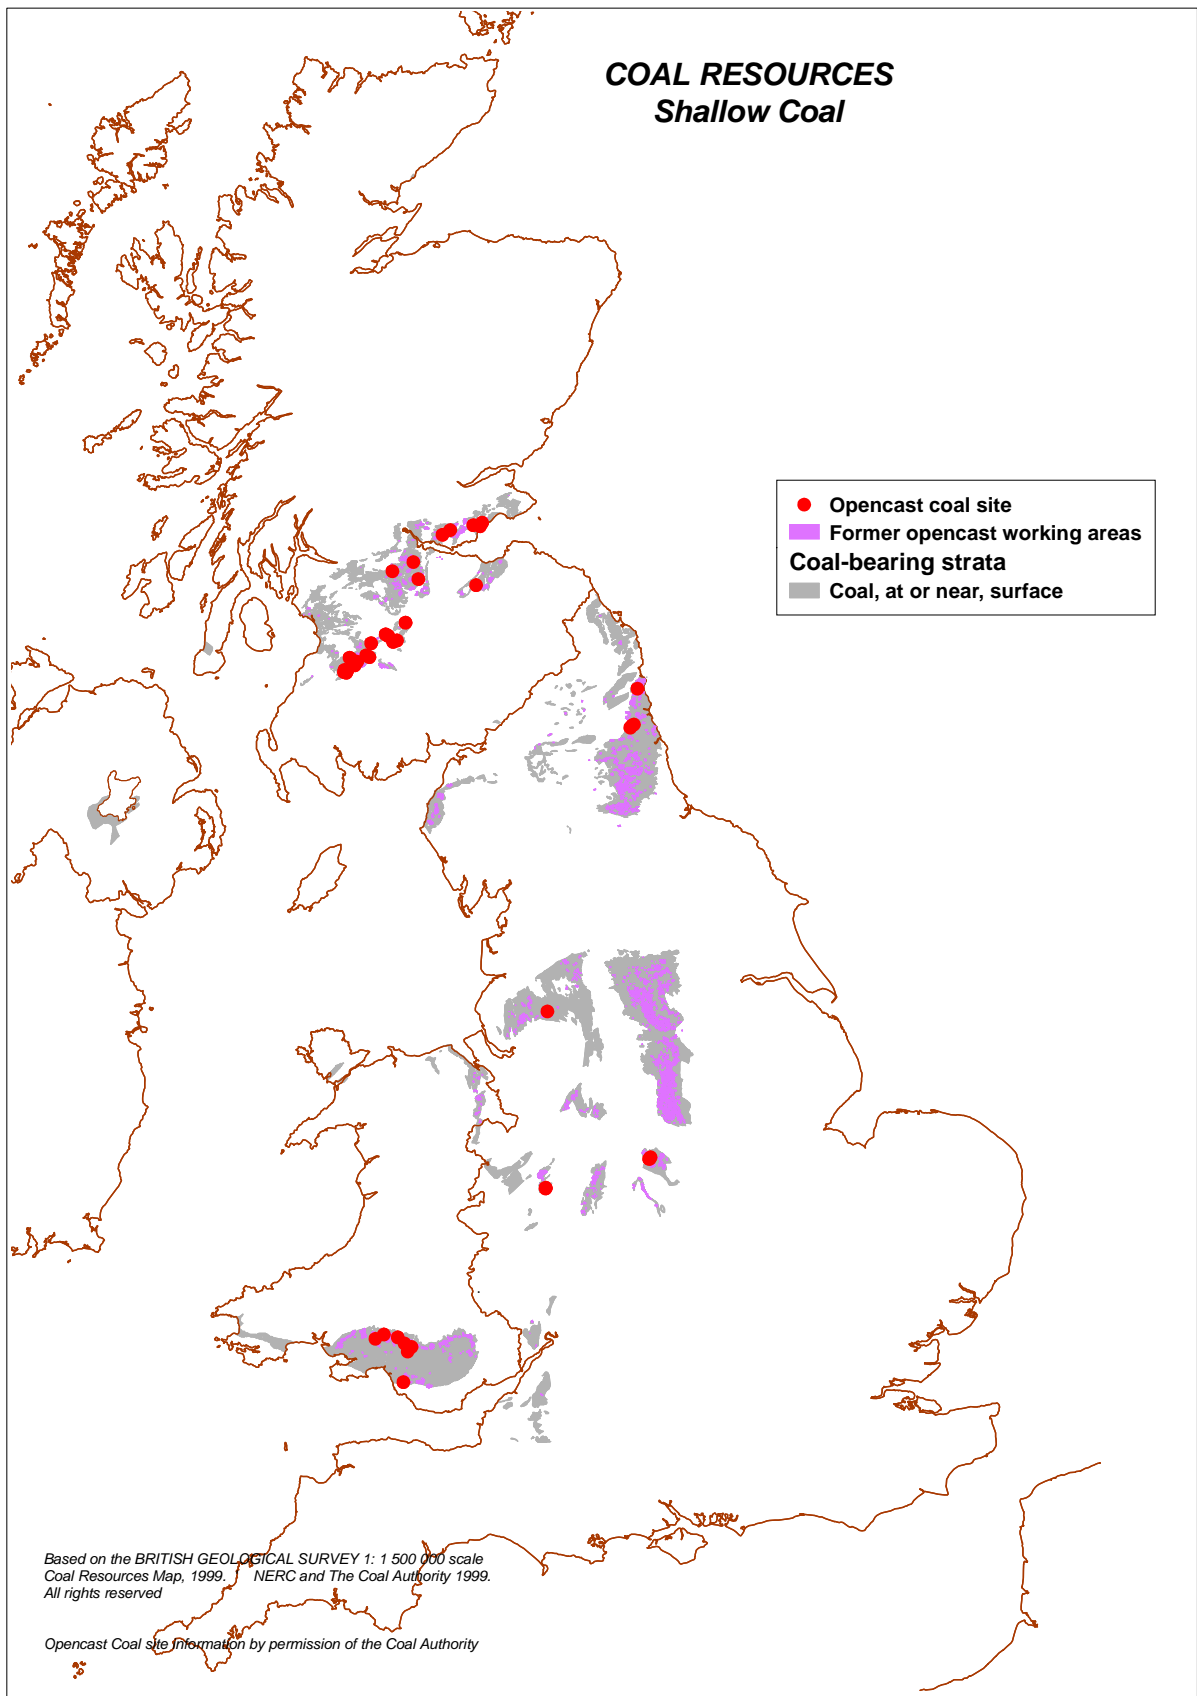 COAL RESOURCES
Shallow Coal
Opencast coal site
Former opencast working areas
Coal-bearing strata
Coal, at or near, surface
Based on the BRITISH GEOLOGICAL SURVEY 1: 1 500 000 scale
Coal Resources Map, 1999. NERC and The Coal Authority 1999.
All rights reserved
Opencast Coal site information by permission of the Coal Authority